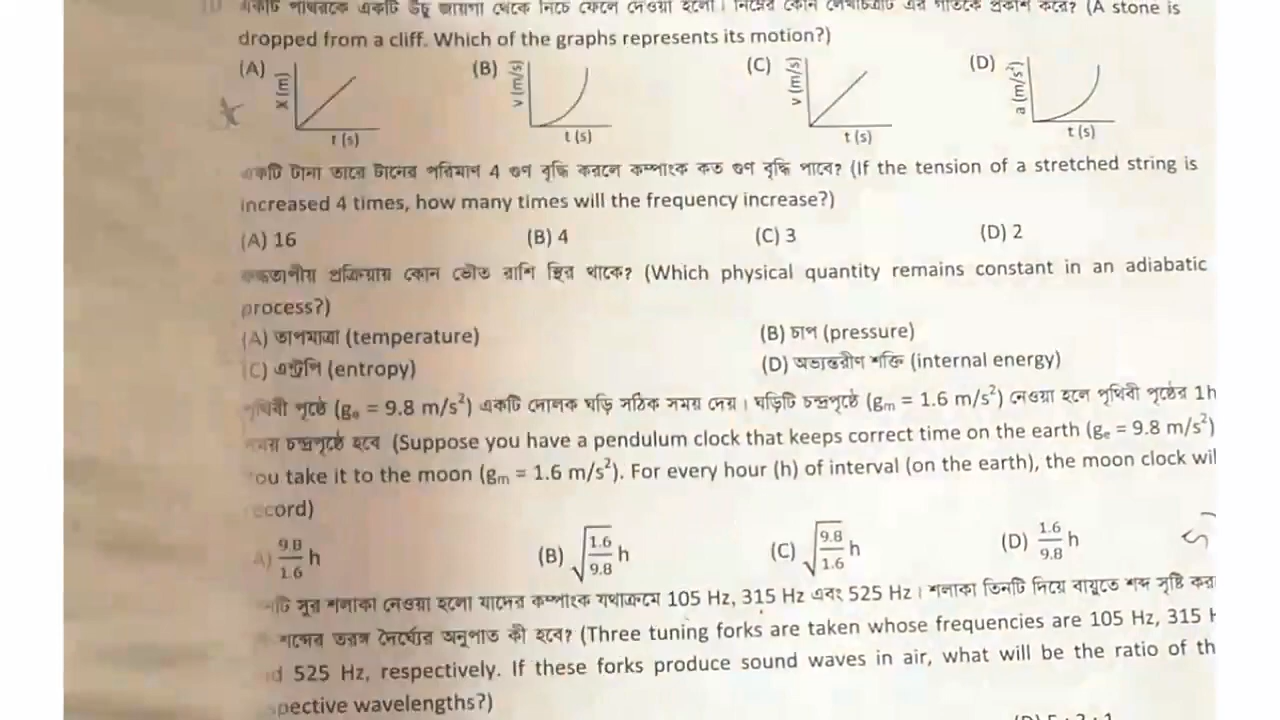 একটি পাথরকে একটি উঁচু জায়গা থেকে নিচে ফেলে দেওয়া হলো। নিম্নের কোন লেখচিত্রটি এর গতিকে প্রকাশ করে? (A stone is
dropped from a cliff. Which of the graphs represents its motion?)
(A) x (m) t (s) (B) v (m/s) t (s) (C) v (m/s) t (s) (D) a (m/s²) t (s)
একটি টানা তারে টানের পরিমাণ 4 গুণ বৃদ্ধি করলে কম্পাংক কত গুণ বৃদ্ধি পাবে? (If the tension of a stretched string is
increased 4 times, how many times will the frequency increase?)
(A) 16 (B) 4 (C) 3 (D) 2
রুদ্ধতাপীয় প্রক্রিয়ায় কোন ভৌত রাশি স্থির থাকে? (Which physical quantity remains constant in an adiabatic
process?)
(A) তাপমাত্রা (temperature) (B) চাপ (pressure)
(C) এন্ট্রপি (entropy) (D) অভ্যন্তরীণ শক্তি (internal energy)
পৃথিবী পৃষ্ঠে (gₑ = 9.8 m/s²) একটি দোলক ঘড়ি সঠিক সময় দেয়। ঘড়িটি চন্দ্রপৃষ্ঠে (gₘ = 1.6 m/s²) নেওয়া হলে পৃথিবী পৃষ্ঠের 1h
সময় চন্দ্রপৃষ্ঠে হবে (Suppose you have a pendulum clock that keeps correct time on the earth (gₑ = 9.8 m/s²)
you take it to the moon (gₘ = 1.6 m/s²). For every hour (h) of interval (on the earth), the moon clock wil
record)
A) 9.8/1.6 h (B) √(1.6/9.8) h (C) √(9.8/1.6) h (D) 1.6/9.8 h
সুর শলাকা নেওয়া হলো যাদের কম্পাংক যথাক্রমে 105 Hz, 315 Hz এবং 525 Hz। শলাকা তিনটি দিয়ে বায়ুতে শব্দ সৃষ্টি কর
শব্দের তরঙ্গ দৈর্ঘ্যের অনুপাত কী হবে? (Three tuning forks are taken whose frequencies are 105 Hz, 315 H
d 525 Hz, respectively. If these forks produce sound waves in air, what will be the ratio of th
spective wavelengths?)